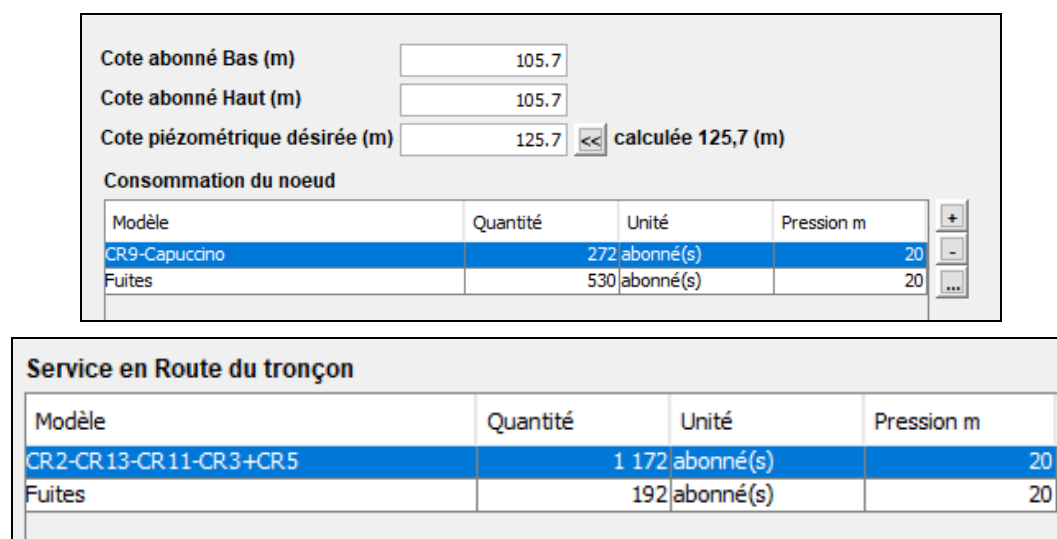 Cote abonné Bas (m) 105.7
Cote abonné Haut (m) 105.7
Cote piézométrique désirée (m) 125.7 << calculée 125,7 (m)
Consommation du noeud
Modèle Quantité Unité Pression m +
CR9-Capuccino 272 abonné(s) 20 -
Fuites 530 abonné(s) 20 ...
Service en Route du tronçon
Modèle Quantité Unité Pression m
CR2-CR13-CR11-CR3+CR5 1 172 abonné(s) 20
Fuites 192 abonné(s) 20